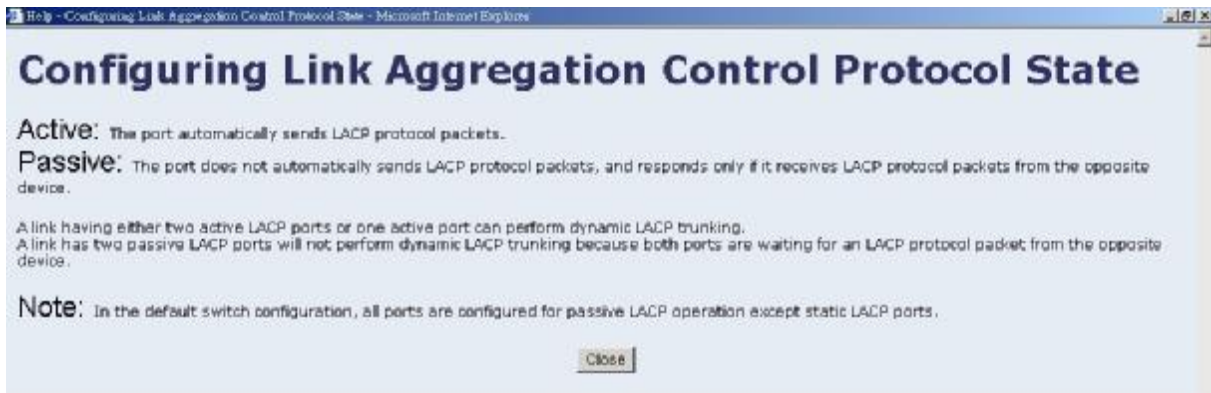 Help - Configuring Link Aggregation Control Protocol State - Microsoft Internet Explorer
Configuring Link Aggregation Control Protocol State
Active: The port automatically sends LACP protocol packets.
Passive: The port does not automatically sends LACP protocol packets, and responds only if it receives LACP protocol packets from the opposite
device.
A link having either two active LACP ports or one active port can perform dynamic LACP trunking.
A link has two passive LACP ports will not perform dynamic LACP trunking because both ports are waiting for an LACP protocol packet from the opposite
device.
Note: In the default switch configuration, all ports are configured for passive LACP operation except static LACP ports.
Close